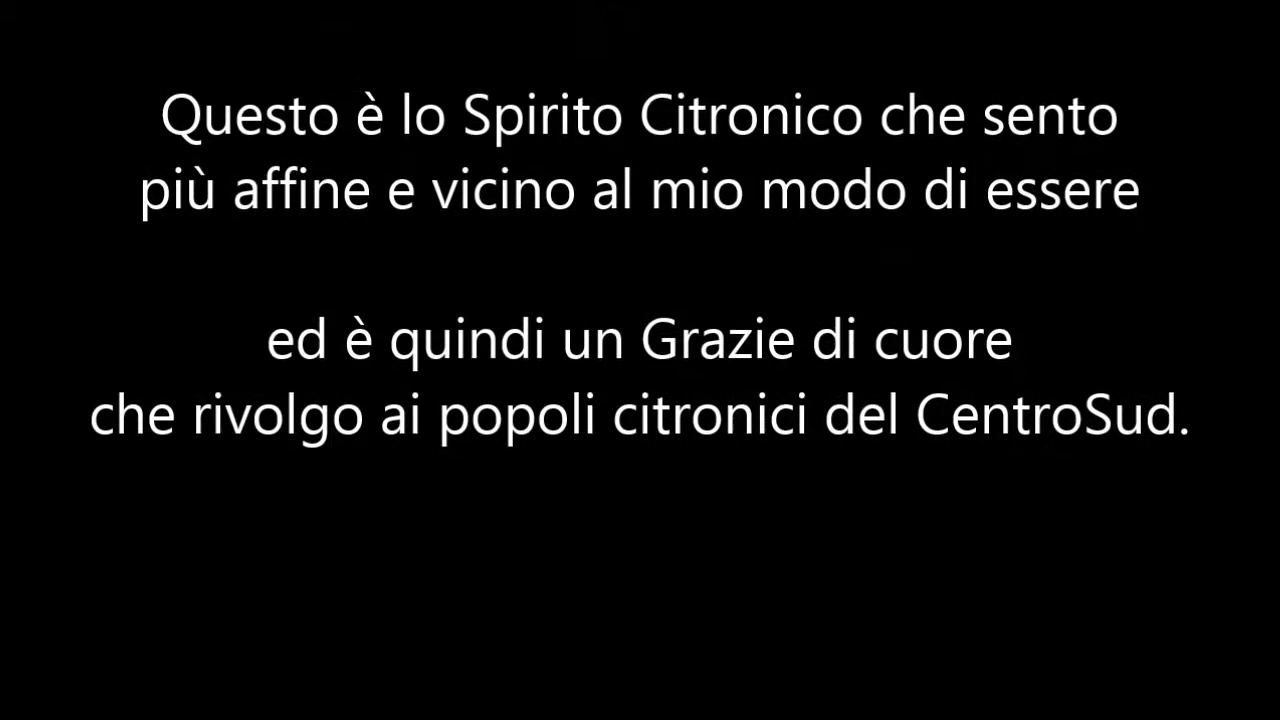 Questo è lo Spirito Citronico che sento
più affine e vicino al mio modo di essere
ed è quindi un Grazie di cuore
che rivolgo ai popoli citronici del CentroSud.